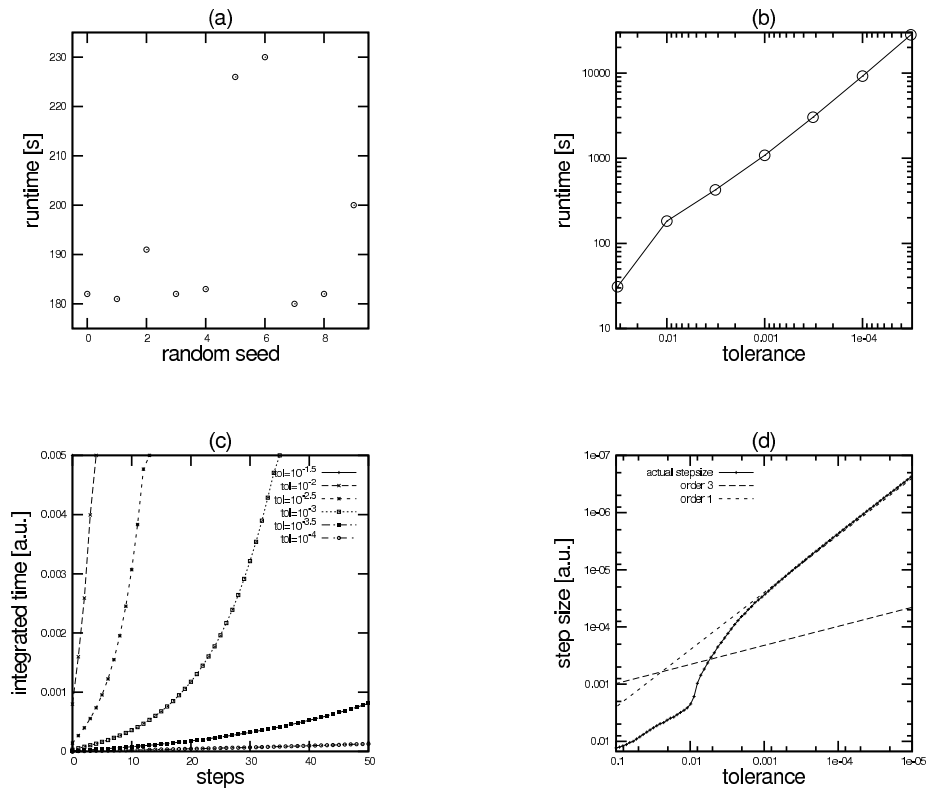 (a)
230
220
210
200
190
180
0 2 4 6 8
runtime [s]
random seed
(b)
10000
1000
100
10
0.01 0.001 1e-04
runtime [s]
tolerance
(c)
0.005
0.004
0.003
0.002
0.001
0
0 10 20 30 40 50
integrated time [a.u.]
steps
tol=10^-1.5
tol=10^-2
tol=10^-2.5
tol=10^-3
tol=10^-3.5
tol=10^-4
(d)
1e-07
1e-06
1e-05
1e-04
0.001
0.01
0.1 0.01 0.001 1e-04 1e-05
step size [a.u.]
tolerance
actual stepsize
order 3
order 1